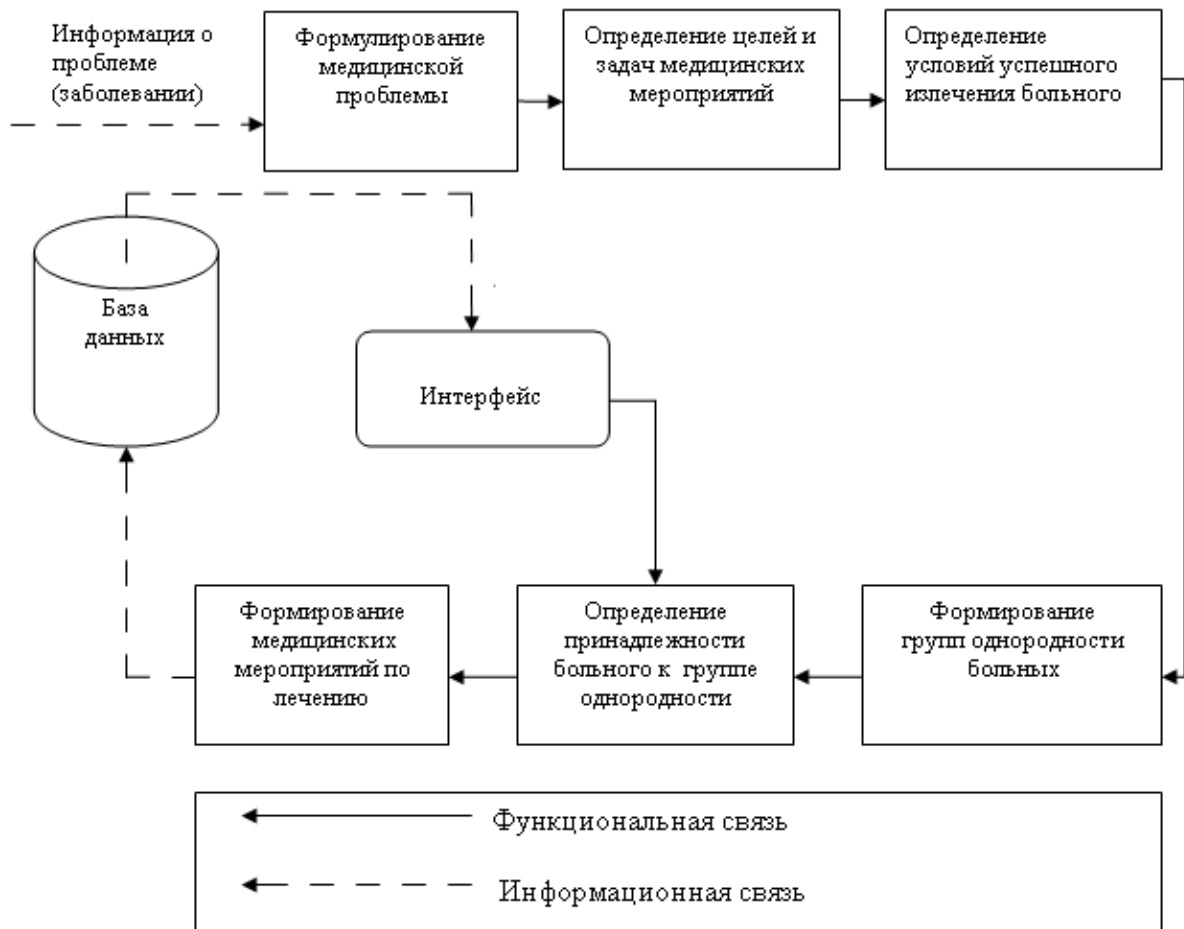 Информация о
проблеме
(заболевании)
Формулирование
медицинской
проблемы
Определение целей и
задач медицинских
мероприятий
Определение
условий успешного
излечения больного
База
данных
Интерфейс
Формирование
медицинских
мероприятий по
лечению
Определение
принадлежности
больного к группе
однородности
Формирование
групп однородности
больных
Функциональная связь
Информационная связь